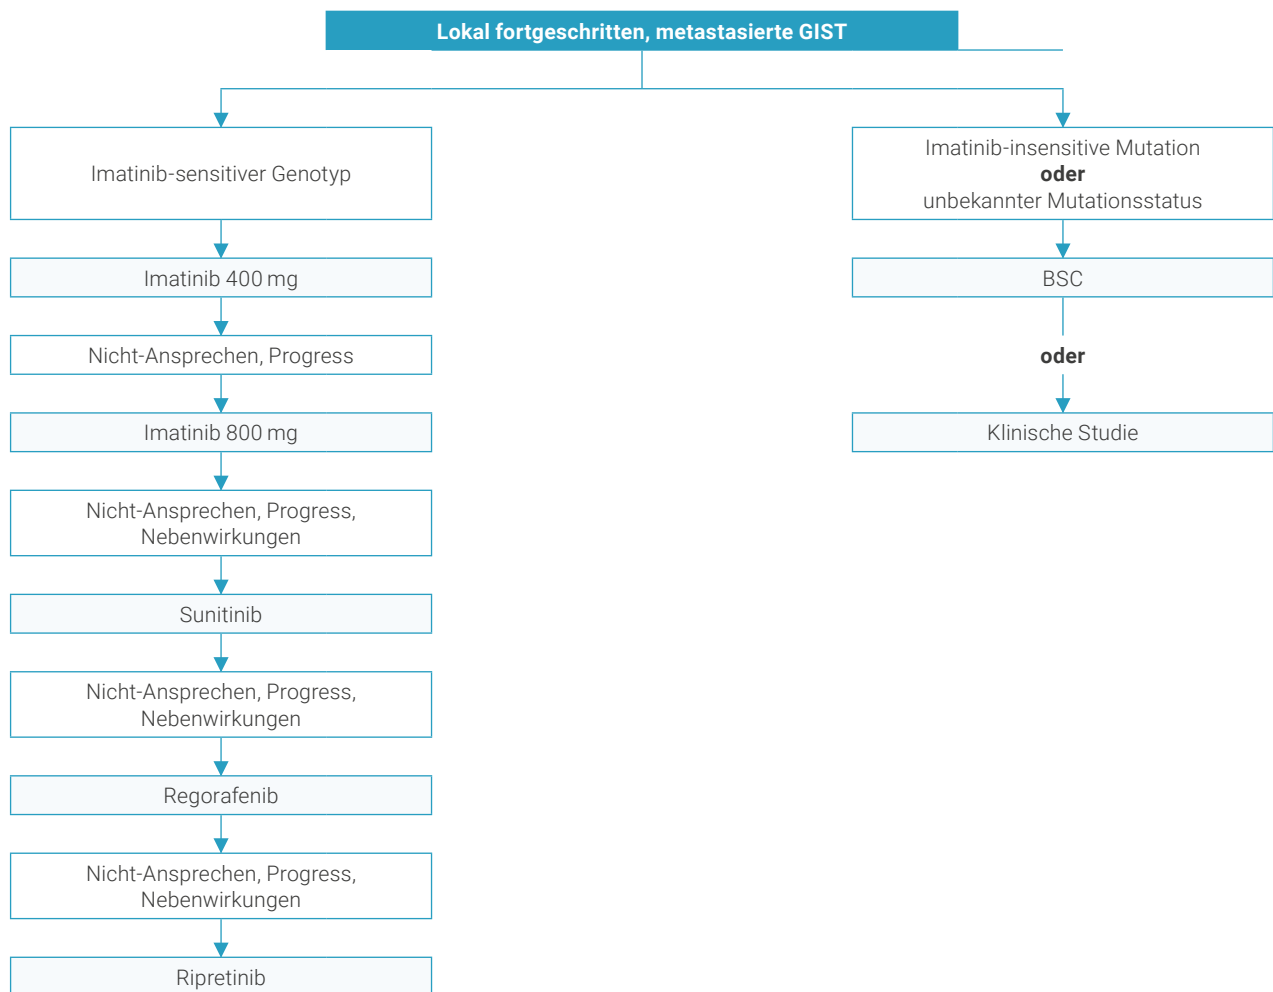 Lokal fortgeschritten, metastasierte GIST
Imatinib-sensitiver Genotyp
Imatinib 400 mg
Nicht-Ansprechen, Progress
Imatinib 800 mg
Nicht-Ansprechen, Progress,
Nebenwirkungen
Sunitinib
Nicht-Ansprechen, Progress,
Nebenwirkungen
Regorafenib
Nicht-Ansprechen, Progress,
Nebenwirkungen
Ripretinib
Imatinib-insensitive Mutation
oder
unbekannter Mutationsstatus
BSC
oder
Klinische Studie